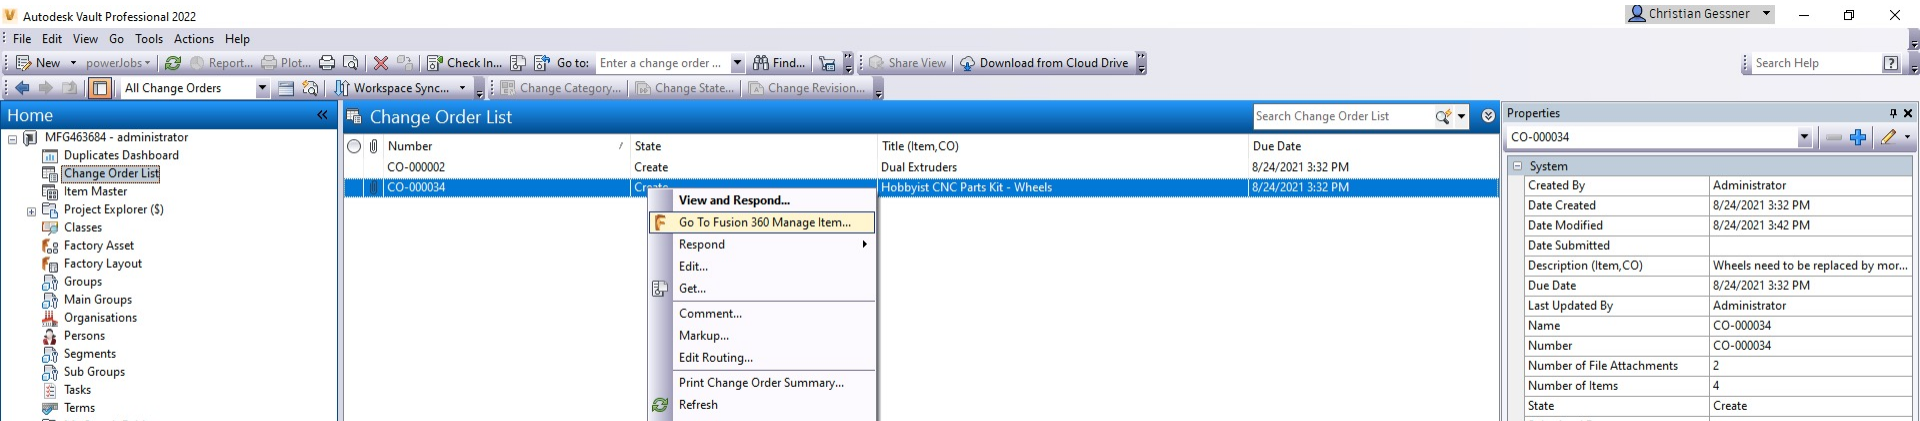 Autodesk Vault Professional 2022
Christian Gessner
File Edit View Go Tools Actions Help
New powerJobs Report... Plot... Check In... Go to: Enter a change order ... Find... Share View Download from Cloud Drive Search Help
All Change Orders Workspace Sync... Change Category... Change State... Change Revision...
Home
MFG463684 - administrator
Duplicates Dashboard
Change Order List
Item Master
Project Explorer ($)
Classes
Factory Asset
Factory Layout
Groups
Main Groups
Organisations
Persons
Segments
Sub Groups
Tasks
Terms
Change Order List
Search Change Order List
Number State Title (Item,CO) Due Date
CO-000002 Create Dual Extruders 8/24/2021 3:32 PM
CO-000034 Create Hobbyist CNC Parts Kit - Wheels 8/24/2021 3:32 PM
View and Respond...
Go To Fusion 360 Manage Item...
Respond
Edit...
Get...
Comment...
Markup...
Edit Routing...
Print Change Order Summary...
Refresh
Properties
CO-000034
System
Created By Administrator
Date Created 8/24/2021 3:32 PM
Date Modified 8/24/2021 3:42 PM
Date Submitted
Description (Item,CO) Wheels need to be replaced by mor...
Due Date 8/24/2021 3:32 PM
Last Updated By Administrator
Name CO-000034
Number CO-000034
Number of File Attachments 2
Number of Items 4
State Create